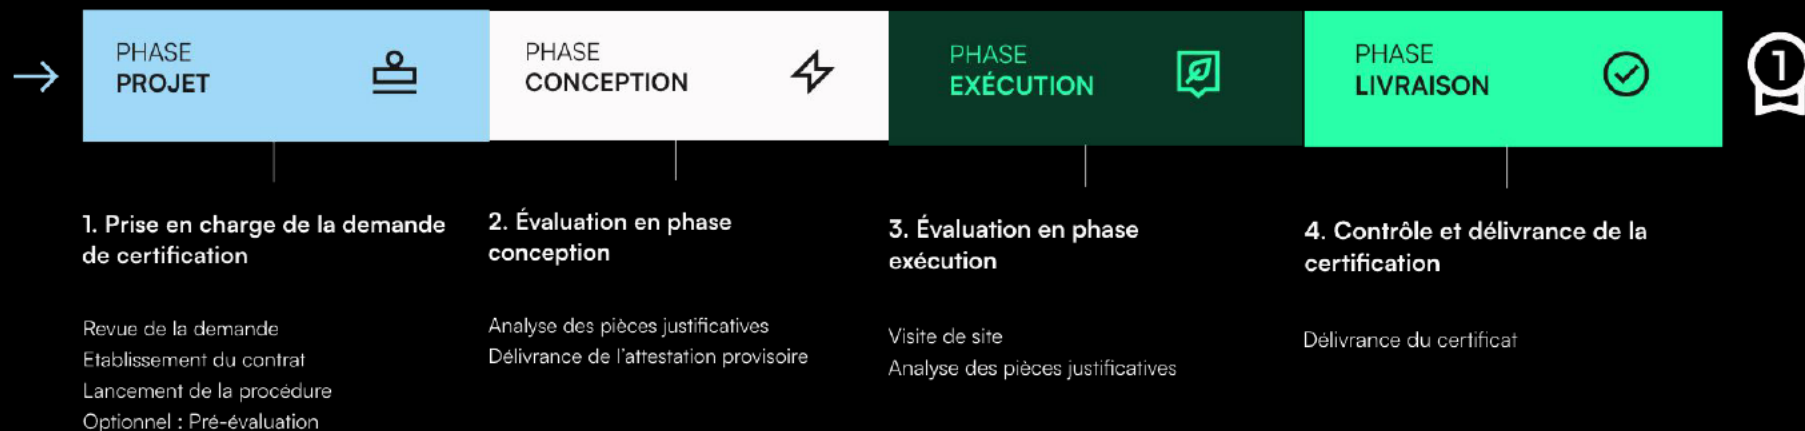 PHASE
PROJET
PHASE
CONCEPTION
PHASE
EXÉCUTION
PHASE
LIVRAISON
1
1. Prise en charge de la demande
de certification
Revue de la demande
Etablissement du contrat
Lancement de la procédure
Optionnel : Pré-évaluation
2. Évaluation en phase
conception
Analyse des pièces justificatives
Délivrance de l'attestation provisoire
3. Évaluation en phase
exécution
Visite de site
Analyse des pièces justificatives
4. Contrôle et délivrance de la
certification
Délivrance du certificat